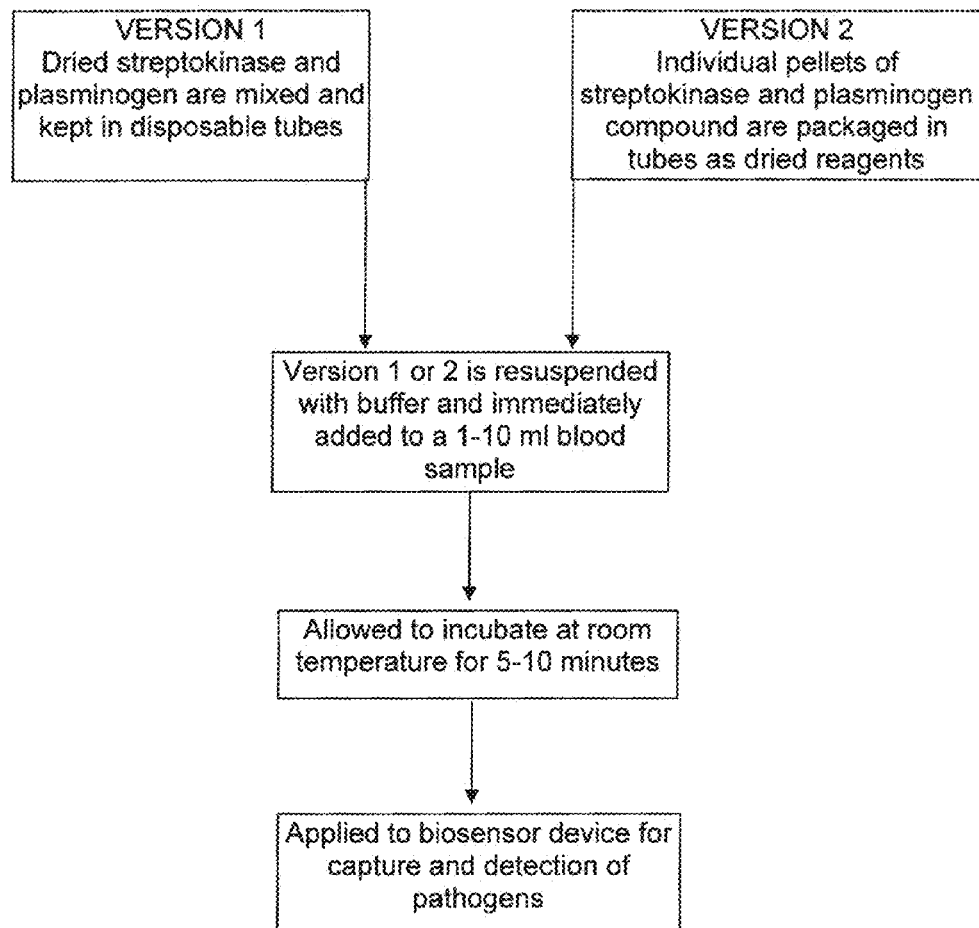 VERSION 1
Dried streptokinase and
plasminogen are mixed and
kept in disposable tubes
VERSION 2
Individual pellets of
streptokinase and plasminogen
compound are packaged in
tubes as dried reagents
Version 1 or 2 is resuspended
with buffer and immediately
added to a 1-10 ml blood
sample
Allowed to incubate at room
temperature for 5-10 minutes
Applied to biosensor device for
capture and detection of
pathogens